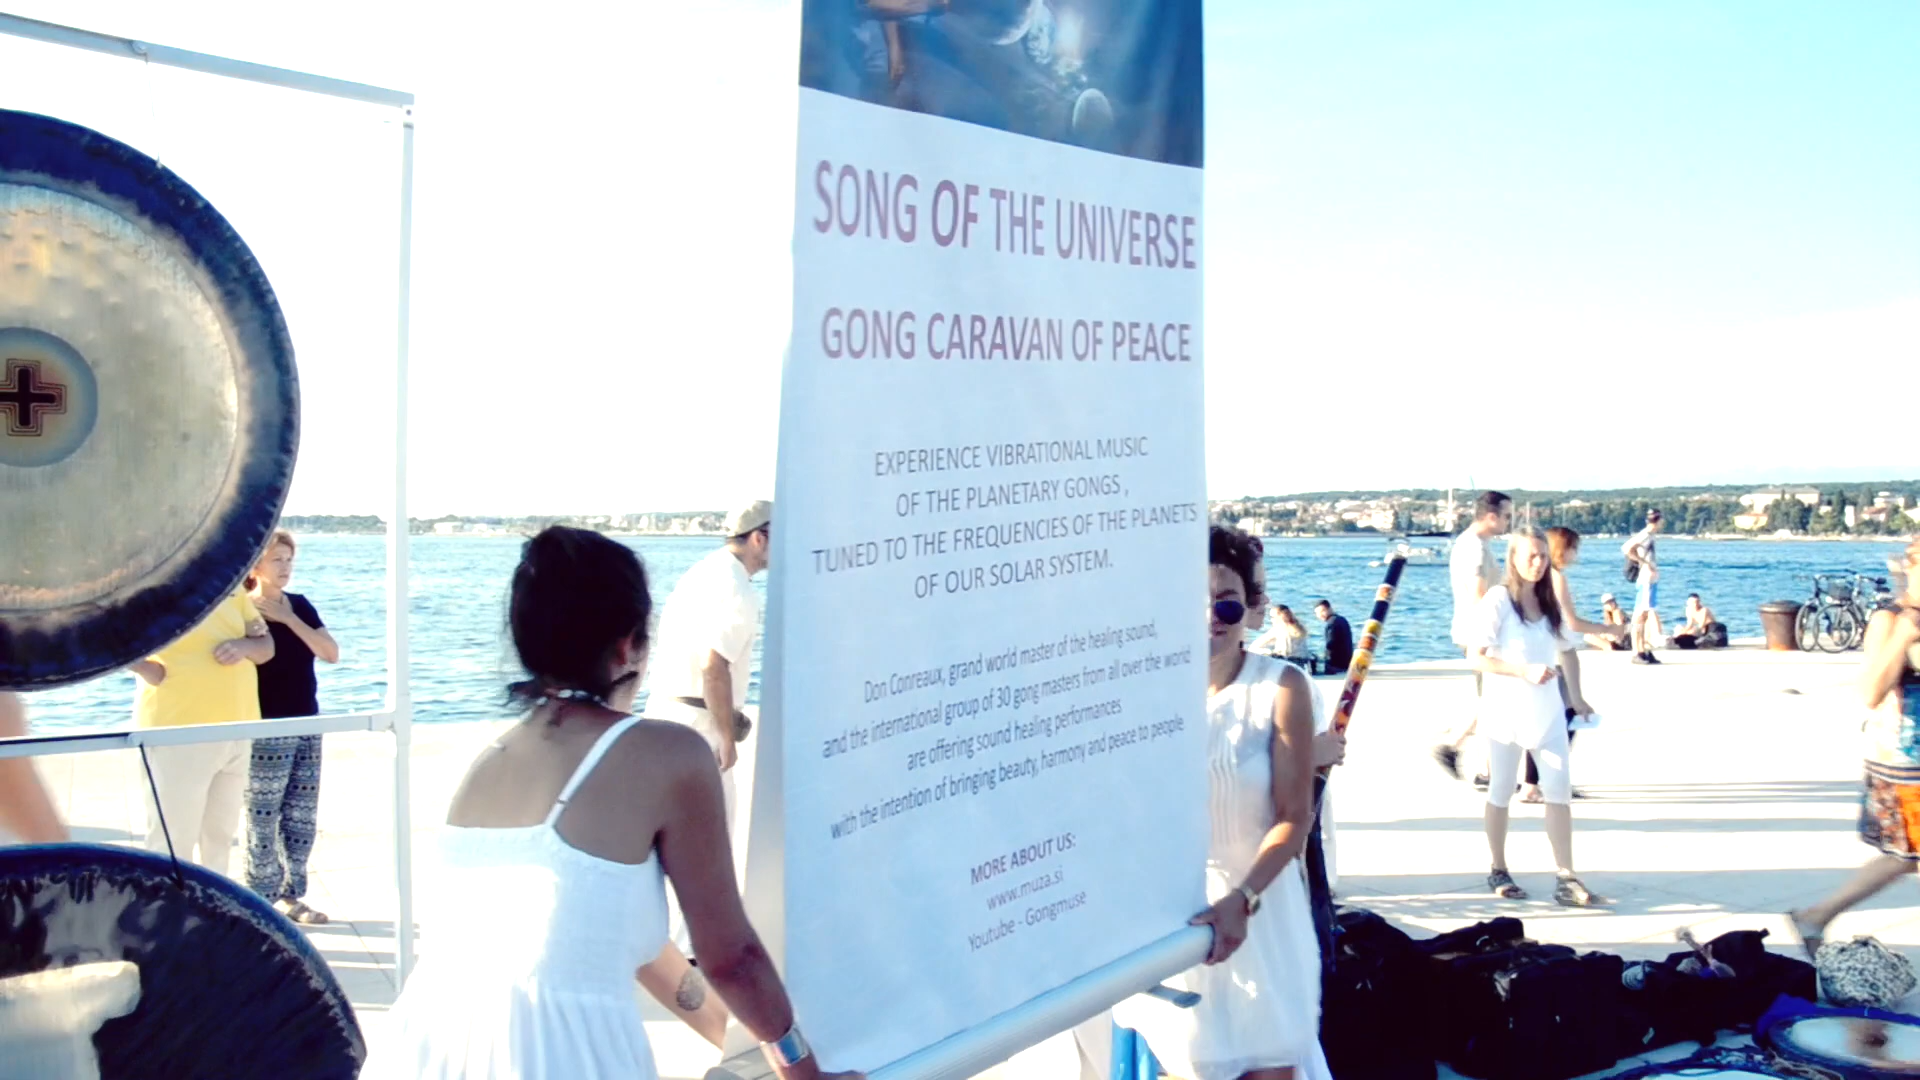 SONG OF THE UNIVERSE
GONG CARAVAN OF PEACE
EXPERIENCE VIBRATIONAL MUSIC
OF THE PLANETARY GONGS ,
TUNED TO THE FREQUENCIES OF THE PLANETS
OF OUR SOLAR SYSTEM.
Don Conreaux, grand world master of the healing sound,
and the international group of 30 gong masters from all over the world
are offering sound healing performances
with the intention of bringing beauty, harmony and peace to people
MORE ABOUT US:
www.muza.si
Youtube - Gongmuse